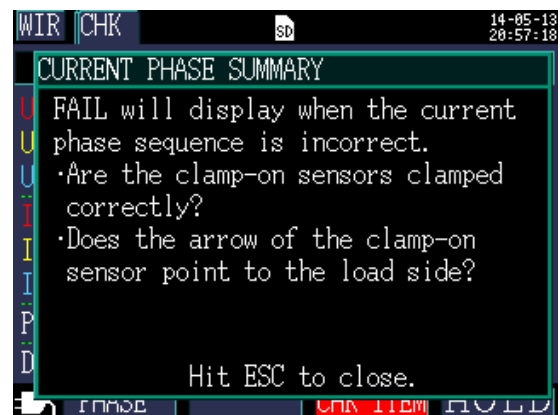 WIR CHK SD 14-05-13
20:57:18
CURRENT PHASE SUMMARY
U FAIL will display when the current
U phase sequence is incorrect.
U ·Are the clamp-on sensors clamped
I correctly?
I ·Does the arrow of the clamp-on
I sensor point to the load side?
P
D Hit ESC to close.
PHASE CHK ITEM HOLD